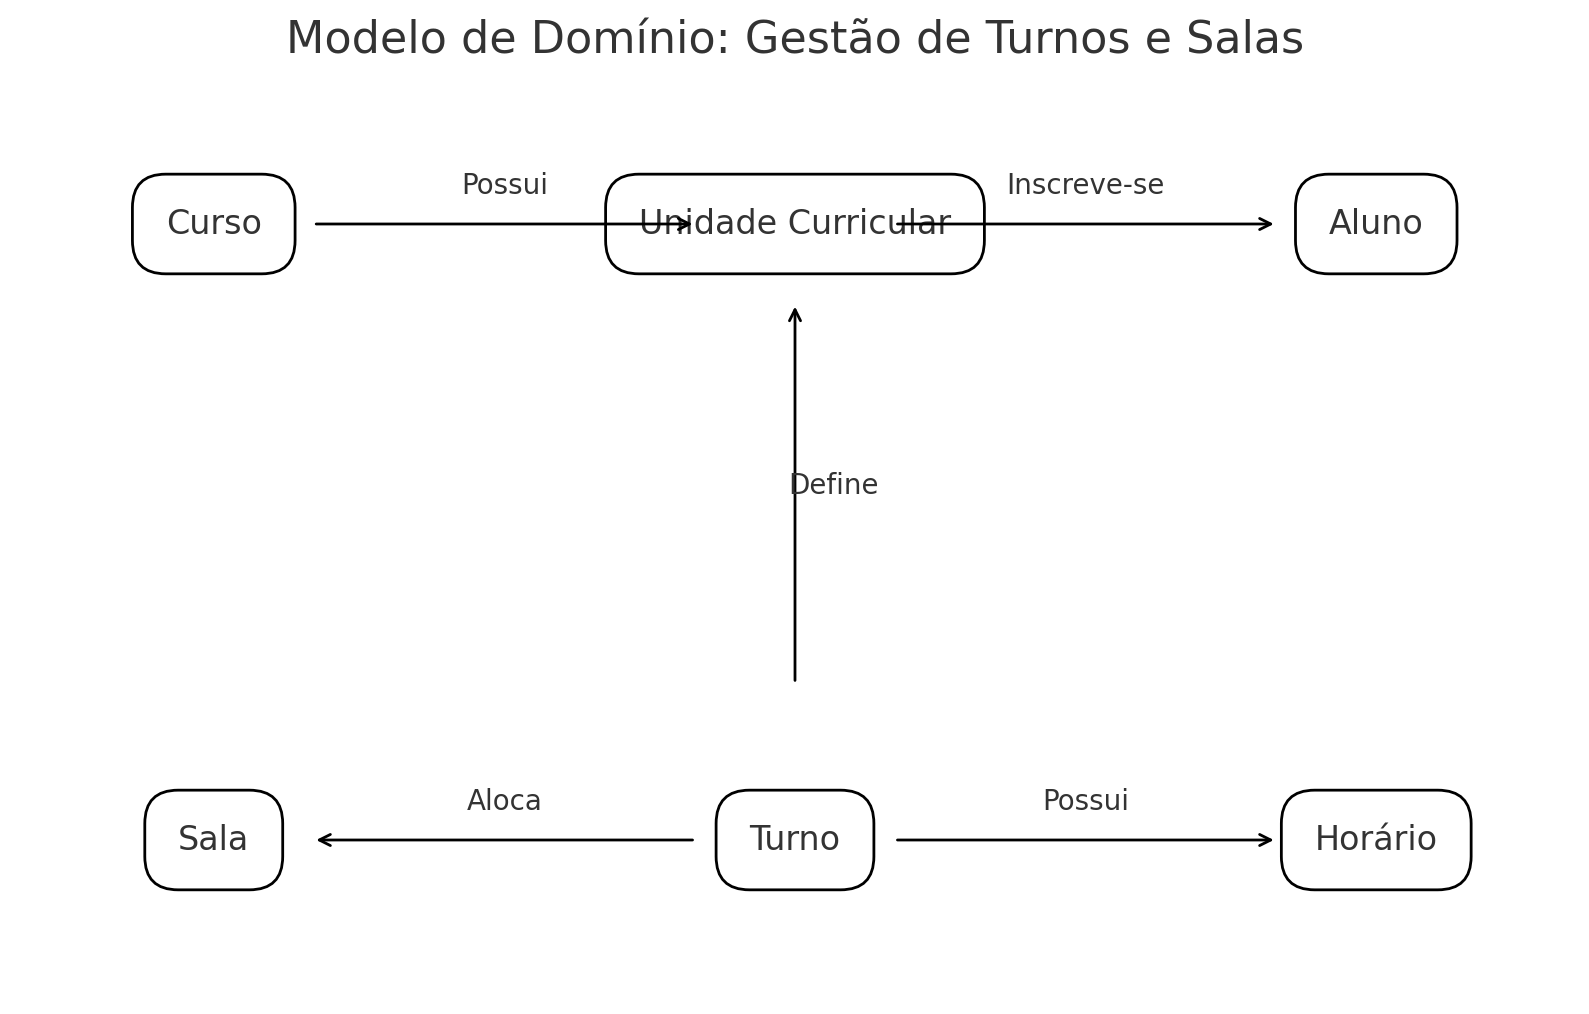 Modelo de Domínio: Gestão de Turnos e Salas
Possui
Inscreve-se
Curso
Unidade Curricular
Aluno
Define
Aloca
Possui
Sala
Turno
Horário